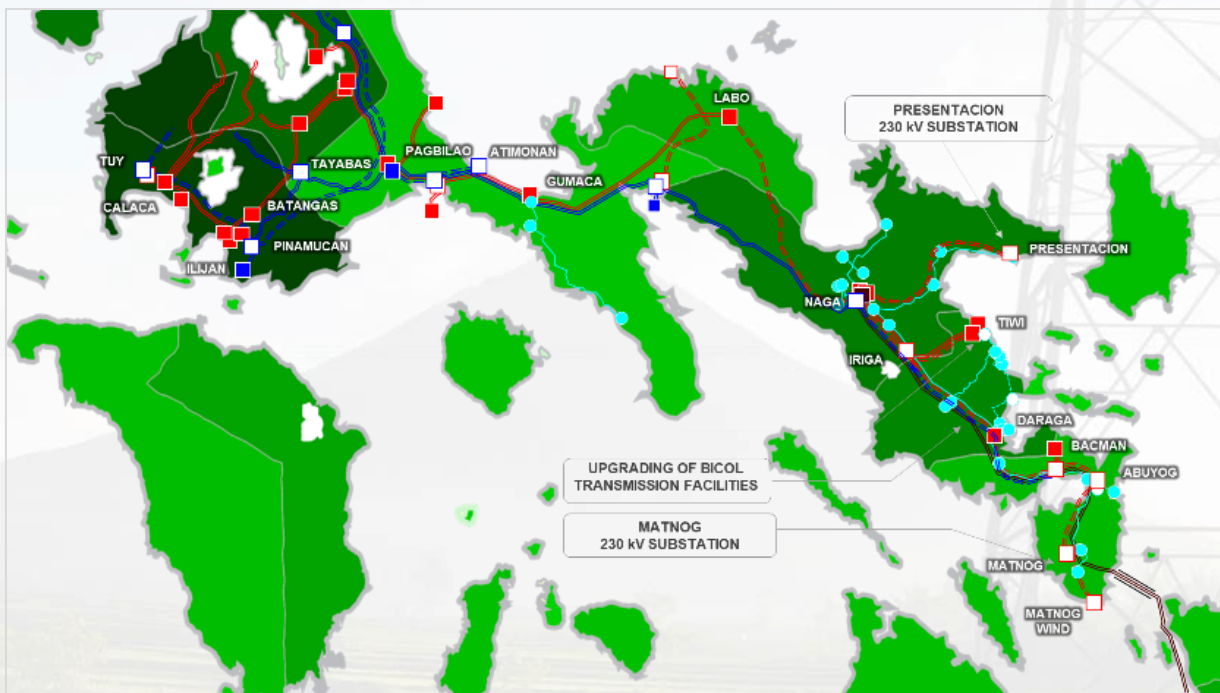 LABO
PRESENTACION
230 kV SUBSTATION
PAGBILAO
ATIMONAN
TUY
TAYABAS
GUMACA
CALACA
BATANGAS
PINAMUCAN
PRESENTACION
ILIJAN
NAGA
TIWI
IRIGA
DARAGA
BACMAN
UPGRADING OF BICOL
TRANSMISSION FACILITIES
ABUYOG
MATNOG
230 kV SUBSTATION
MATNOG
MATNOG
WIND